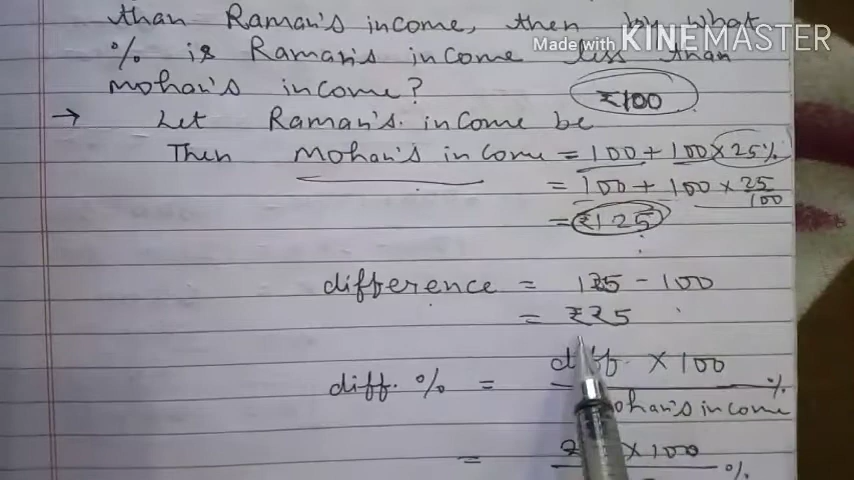 than Raman's income, then by what
Made with KINEMASTER
% is Raman's income less than
Mohan's income?
₹100
→ Let Raman's income be
Then Mohan's income = 100 + 100 × 25%
= 100 + 100 × 25/100
= ₹125
difference = 125 - 100
= ₹25
diff. % = diff. × 100
ohan's income %
= × 100 %